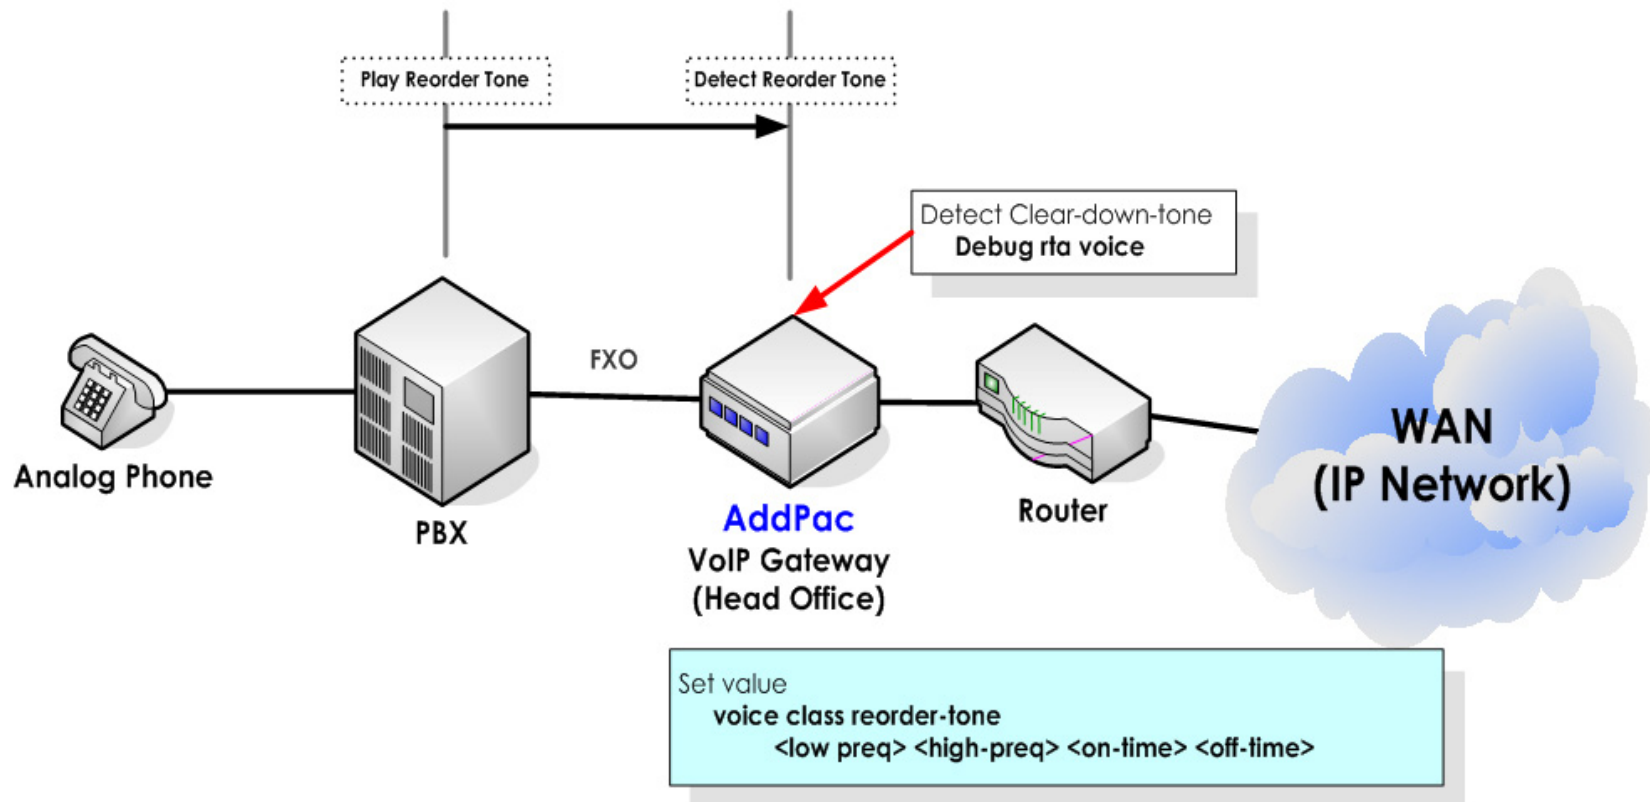 Play Reorder Tone
Detect Reorder Tone
Detect Clear-down-tone
Debug rta voice
FXO
Analog Phone
PBX
AddPac
VoIP Gateway
(Head Office)
Router
WAN
(IP Network)
Set value
voice class reorder-tone
<low preq> <high-preq> <on-time> <off-time>